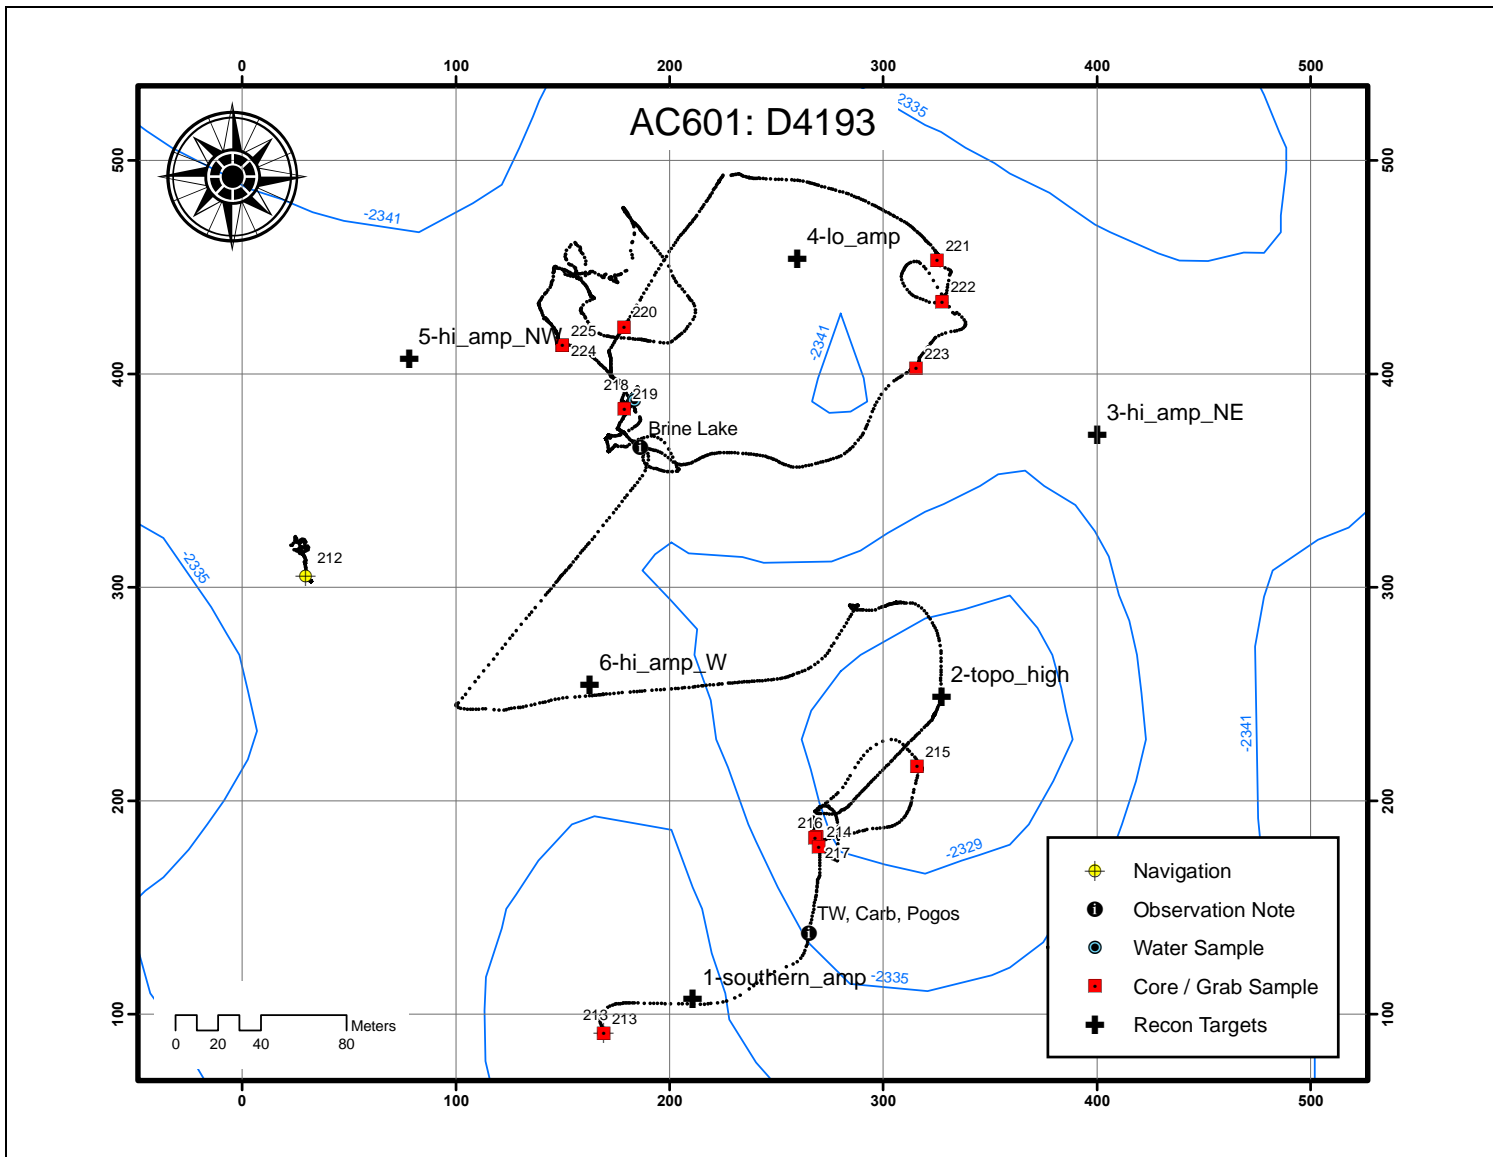 0 100 200 300 400 500
AC601: D4193
-2335
500 500
-2341
4-lo_amp
221
222
220
225
5-hi_amp_NW
224
-2341
223
400 400
218
219
3-hi_amp_NE
Brine Lake
212
-2335
300 300
6-hi_amp_W
2-topo_high
-2341
215
200 200
216
214
217
-2329
Navigation
TW, Carb, Pogos
Observation Note
Water Sample
1-southern_amp
-2335
Core / Grab Sample
213 213
100 100
Recon Targets
Meters
0 20 40 80
0 100 200 300 400 500